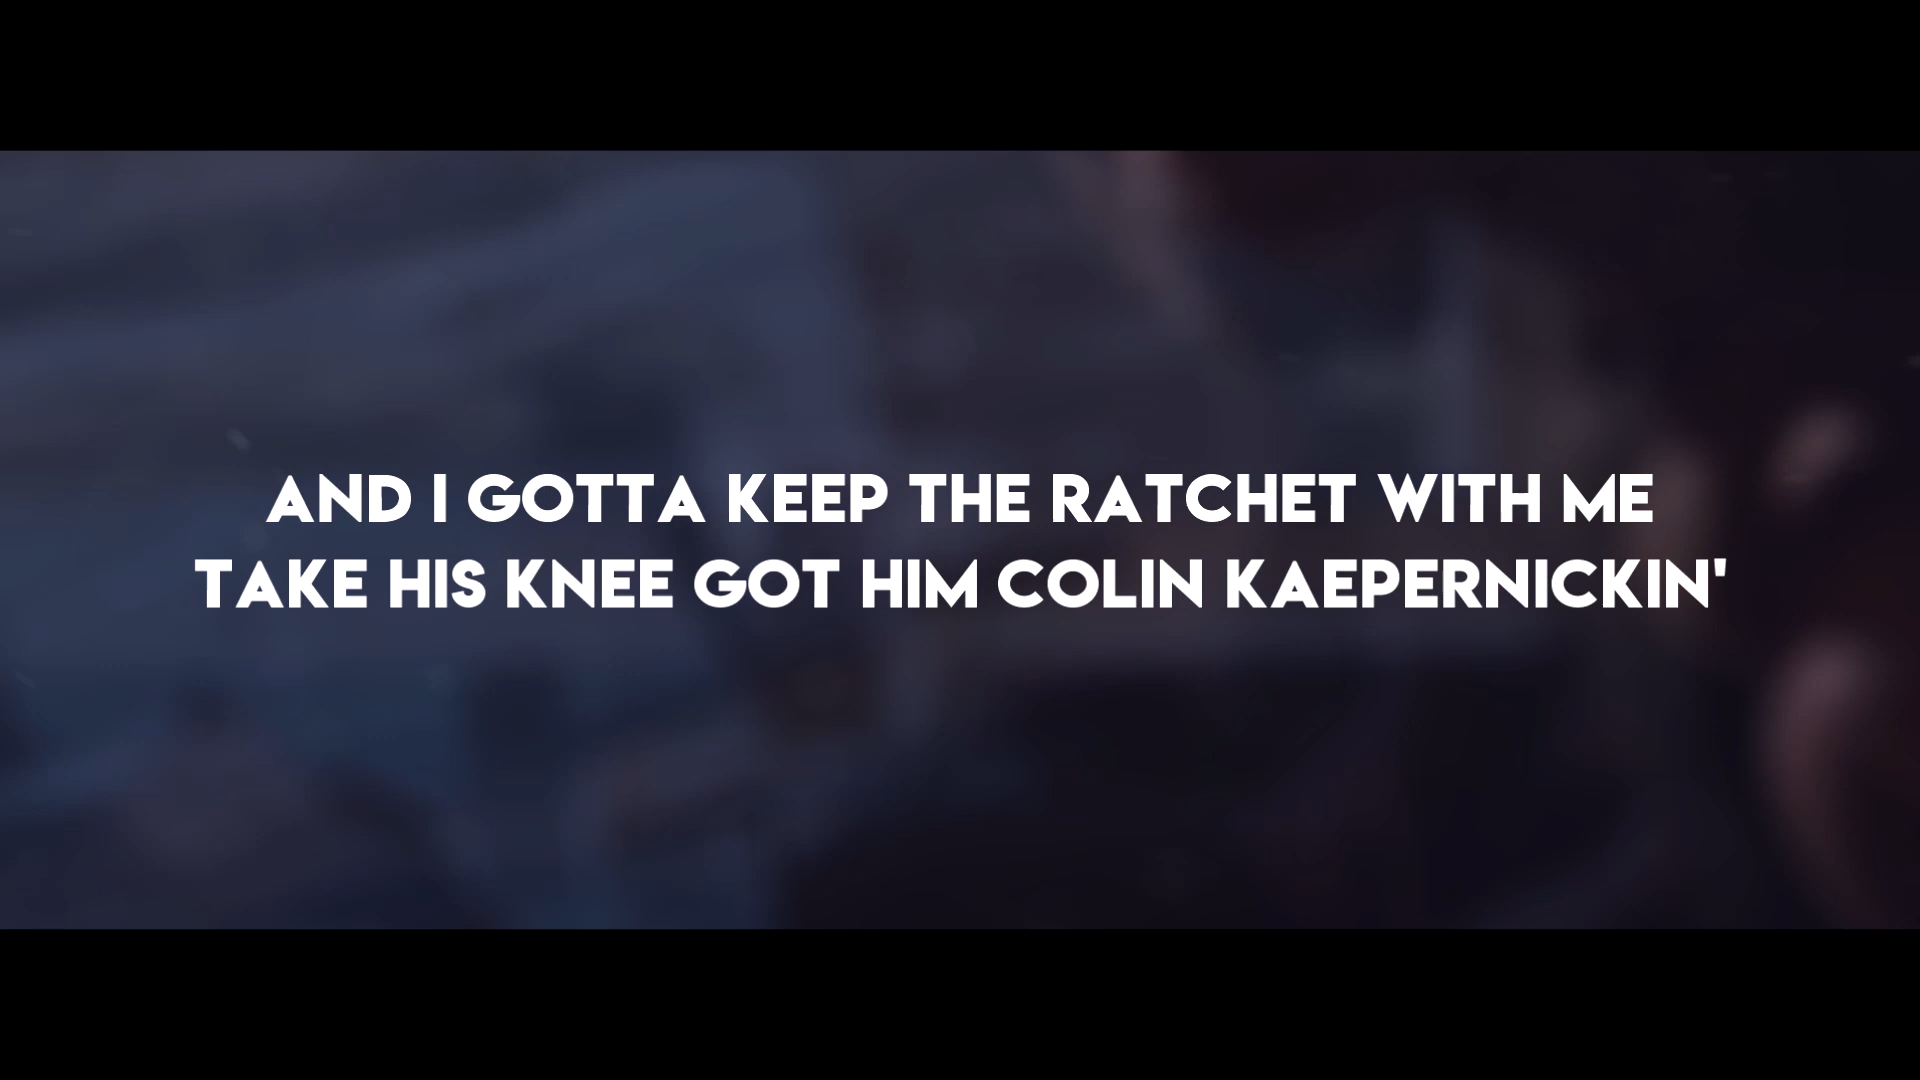 AND I GOTTA KEEP THE RATCHET WITH ME
TAKE HIS KNEE GOT HIM COLIN KAEPERNICKIN'